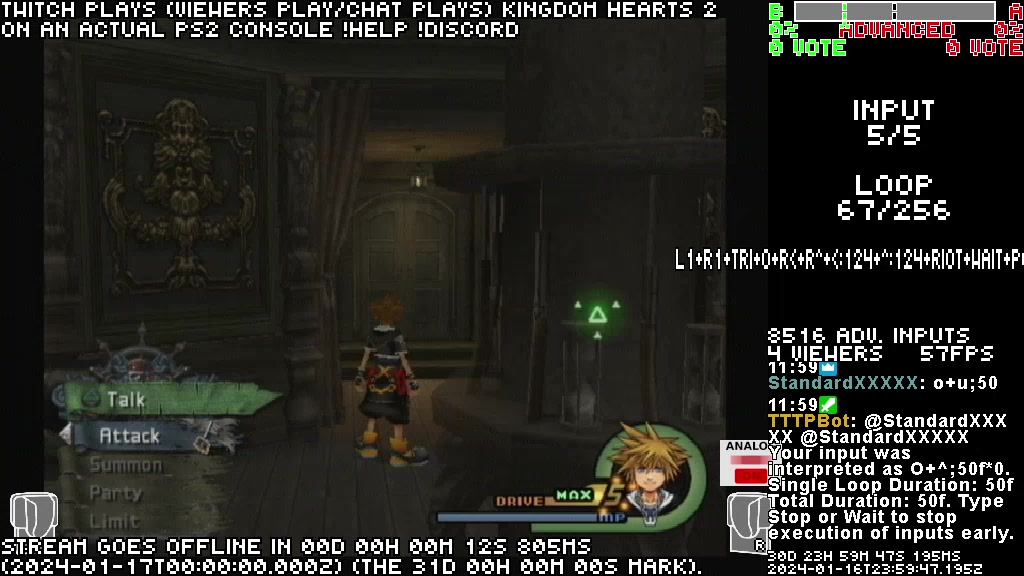 TWITCH PLAYS (VIEWERS PLAY/CHAT PLAYS) KINGDOM HEARTS 2
ON AN ACTUAL PS2 CONSOLE !HELP !DISCORD
B
A
0%
ADVANCED
0%
0 VOTE
0 VOTE
INPUT
5/5
LOOP
67/256
L1+R1+TRI+O+R<+R^+<:124+^:124+RIOT+WAIT+P
8516 ADV. INPUTS
4 VIEWERS 57FPS
11:59
StandardXXXXX: o+u;50
11:59
TTTPBot: @StandardXXX
XX @StandardXXXXX
Your input was
interpreted as O+^;50f*0.
Single Loop Duration: 50f
Total Duration: 50f. Type
Stop or Wait to stop
execution of inputs early.
30D 23H 59M 47S 195MS
2024-01-16T23:59:47.195Z
Talk
Attack
Summon
Party
Limit
DRIVE MAX 5
MP
ANALO
R
STREAM GOES OFFLINE IN 00D 00H 00M 12S 805MS
(2024-01-17T00:00:00.000Z) (THE 31D 00H 00M 00S MARK).